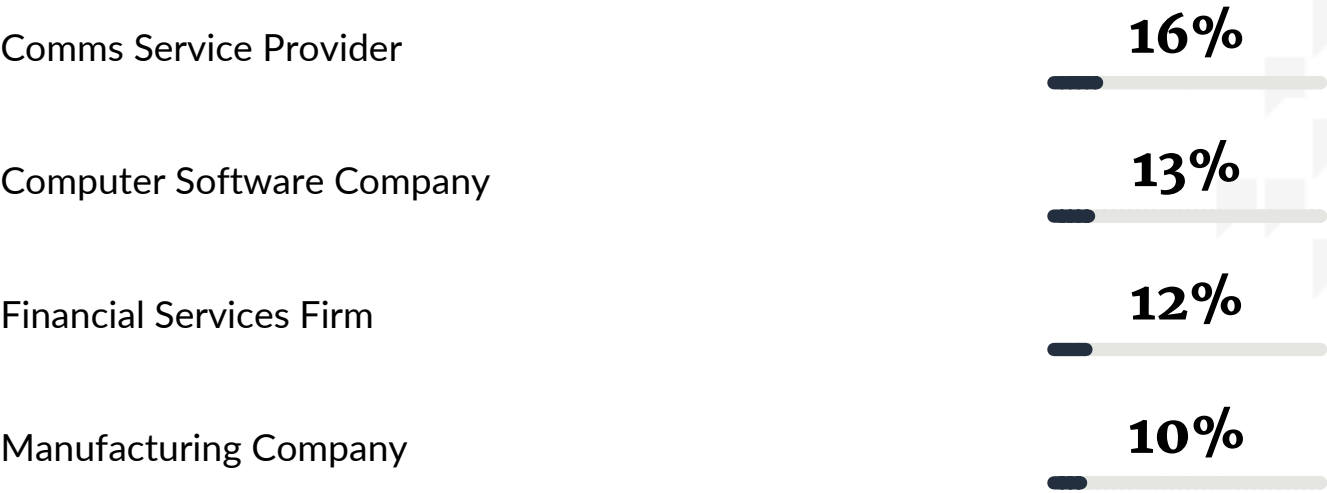 Comms Service Provider 16%
Computer Software Company 13%
Financial Services Firm 12%
Manufacturing Company 10%